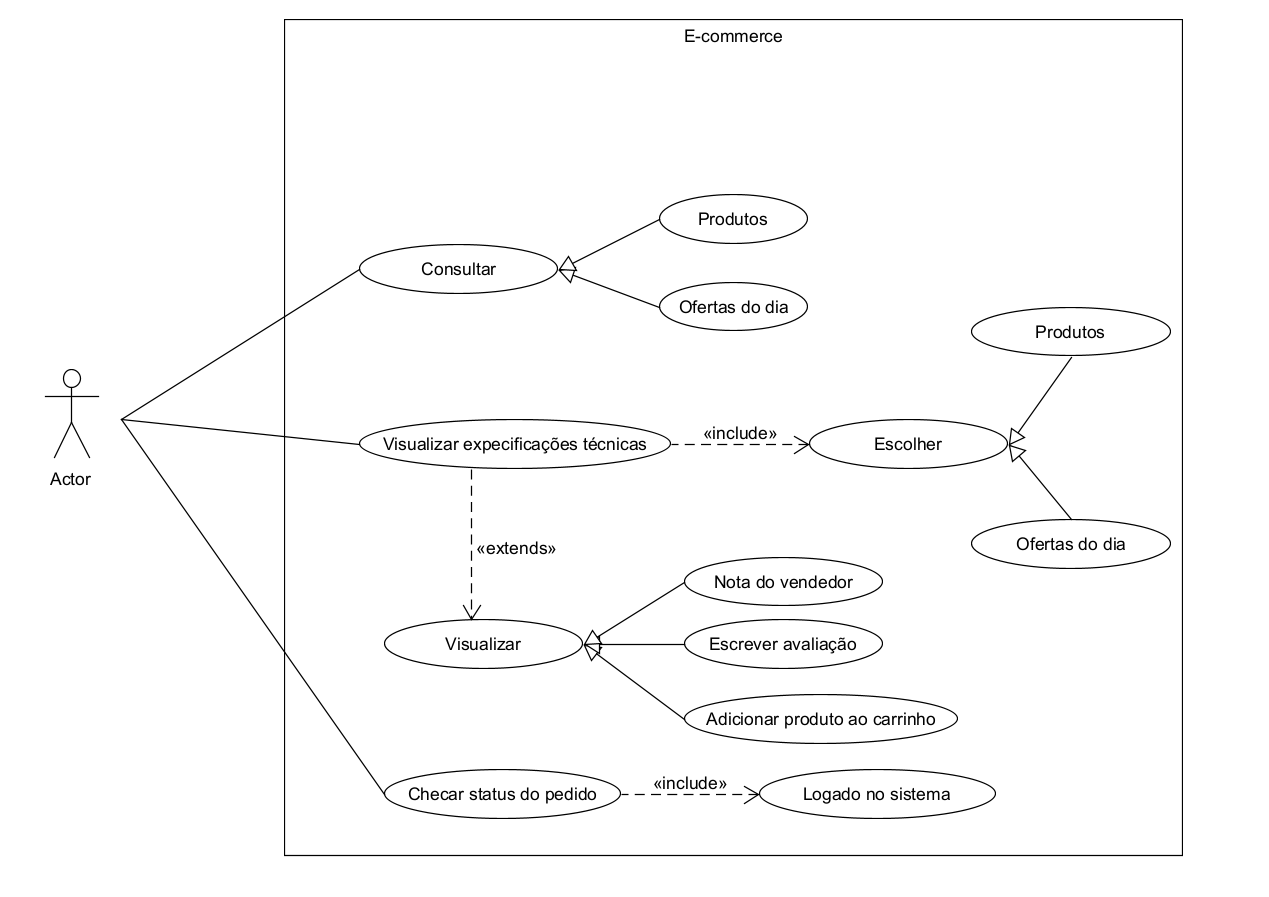 E-commerce
Produtos
Consultar
Ofertas do dia
Produtos
Actor
Visualizar expecificações técnicas
«include»
Escolher
Ofertas do dia
«extends»
Nota do vendedor
Visualizar
Escrever avaliação
Adicionar produto ao carrinho
Checar status do pedido
«include»
Logado no sistema